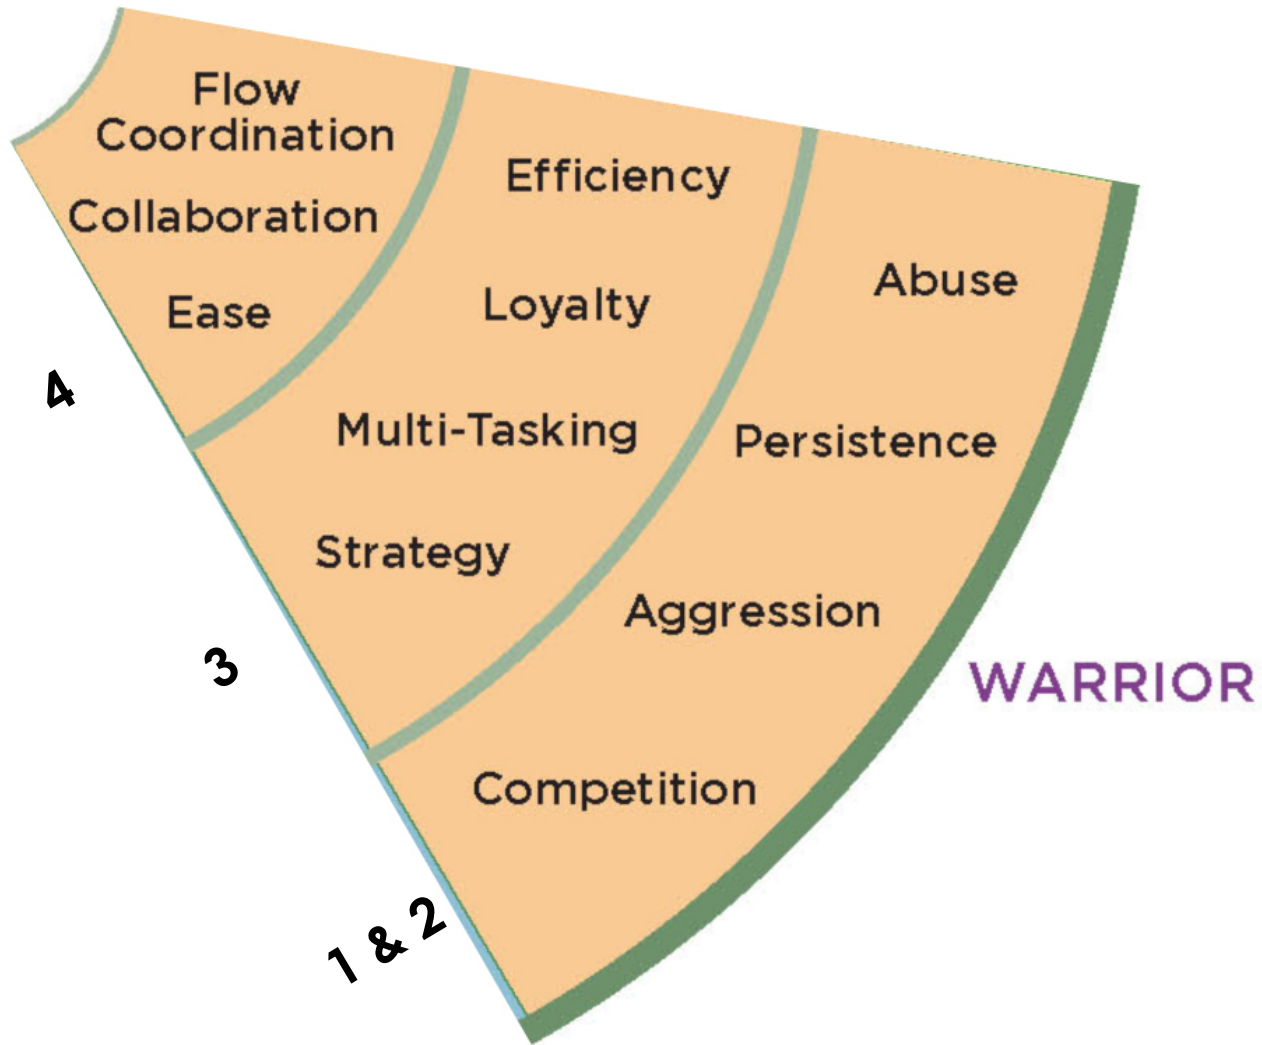 Flow
Coordination
Collaboration
Ease
Efficiency
Loyalty
Multi-Tasking
Strategy
Abuse
Persistence
Aggression
Competition
WARRIOR
4
3
1 & 2